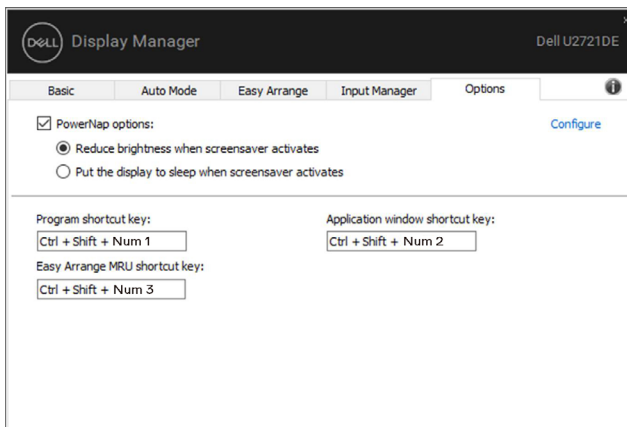 DELL Display Manager
Dell U2721DE
Basic
Auto Mode
Easy Arrange
Input Manager
Options
PowerNap options:
Configure
Reduce brightness when screensaver activates
Put the display to sleep when screensaver activates
Program shortcut key:
Application window shortcut key:
Ctrl + Shift + Num 1
Ctrl + Shift + Num 2
Easy Arrange MRU shortcut key:
Ctrl + Shift + Num 3